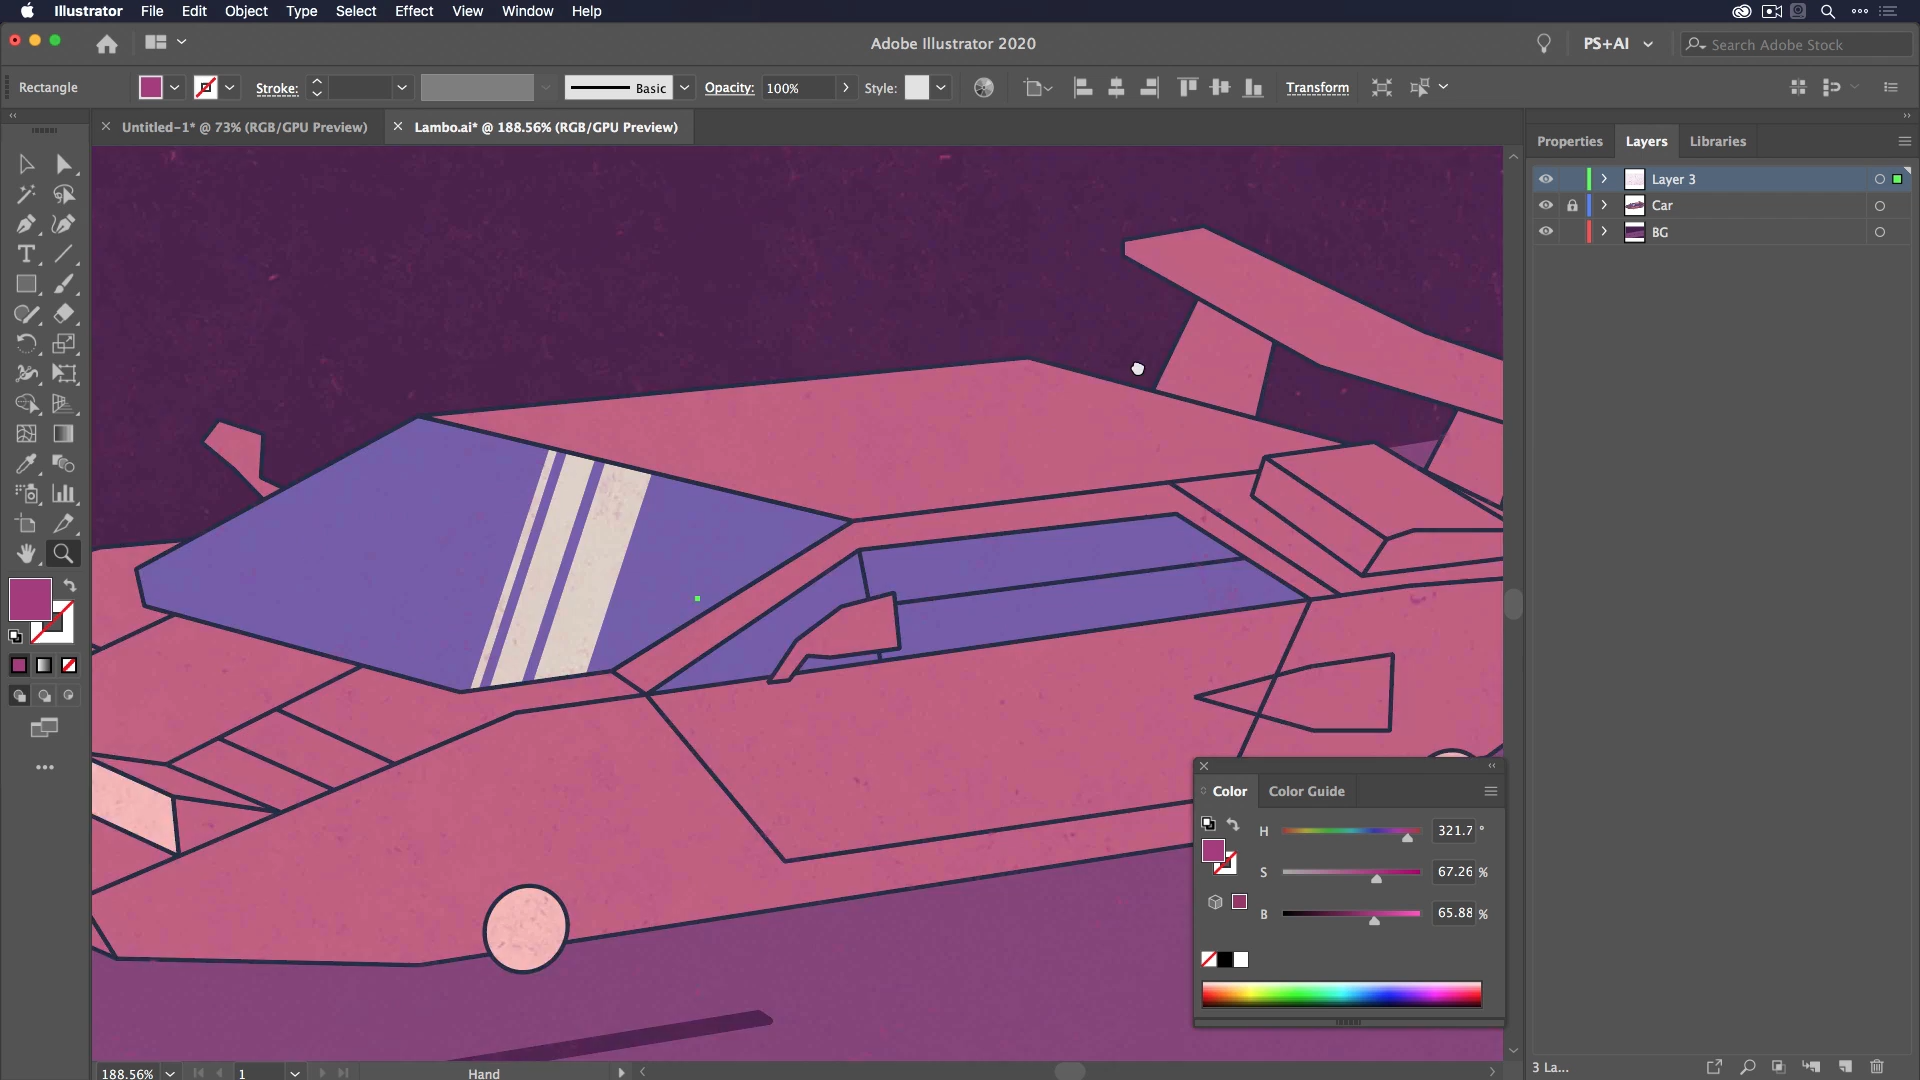 Illustrator File Edit Object Type Select Effect View Window Help
Adobe Illustrator 2020
PS+AI
Search Adobe Stock
Rectangle
Stroke:
Basic
Opacity: 100%
Style:
Transform
Untitled-1* @ 73% (RGB/GPU Preview)
Lambo.ai* @ 188.56% (RGB/GPU Preview)
Properties Layers Libraries
Layer 3
Car
BG
Color Color Guide
H 321.7 °
S 67.26 %
B 65.88 %
188.56% 1 Hand
3 La...